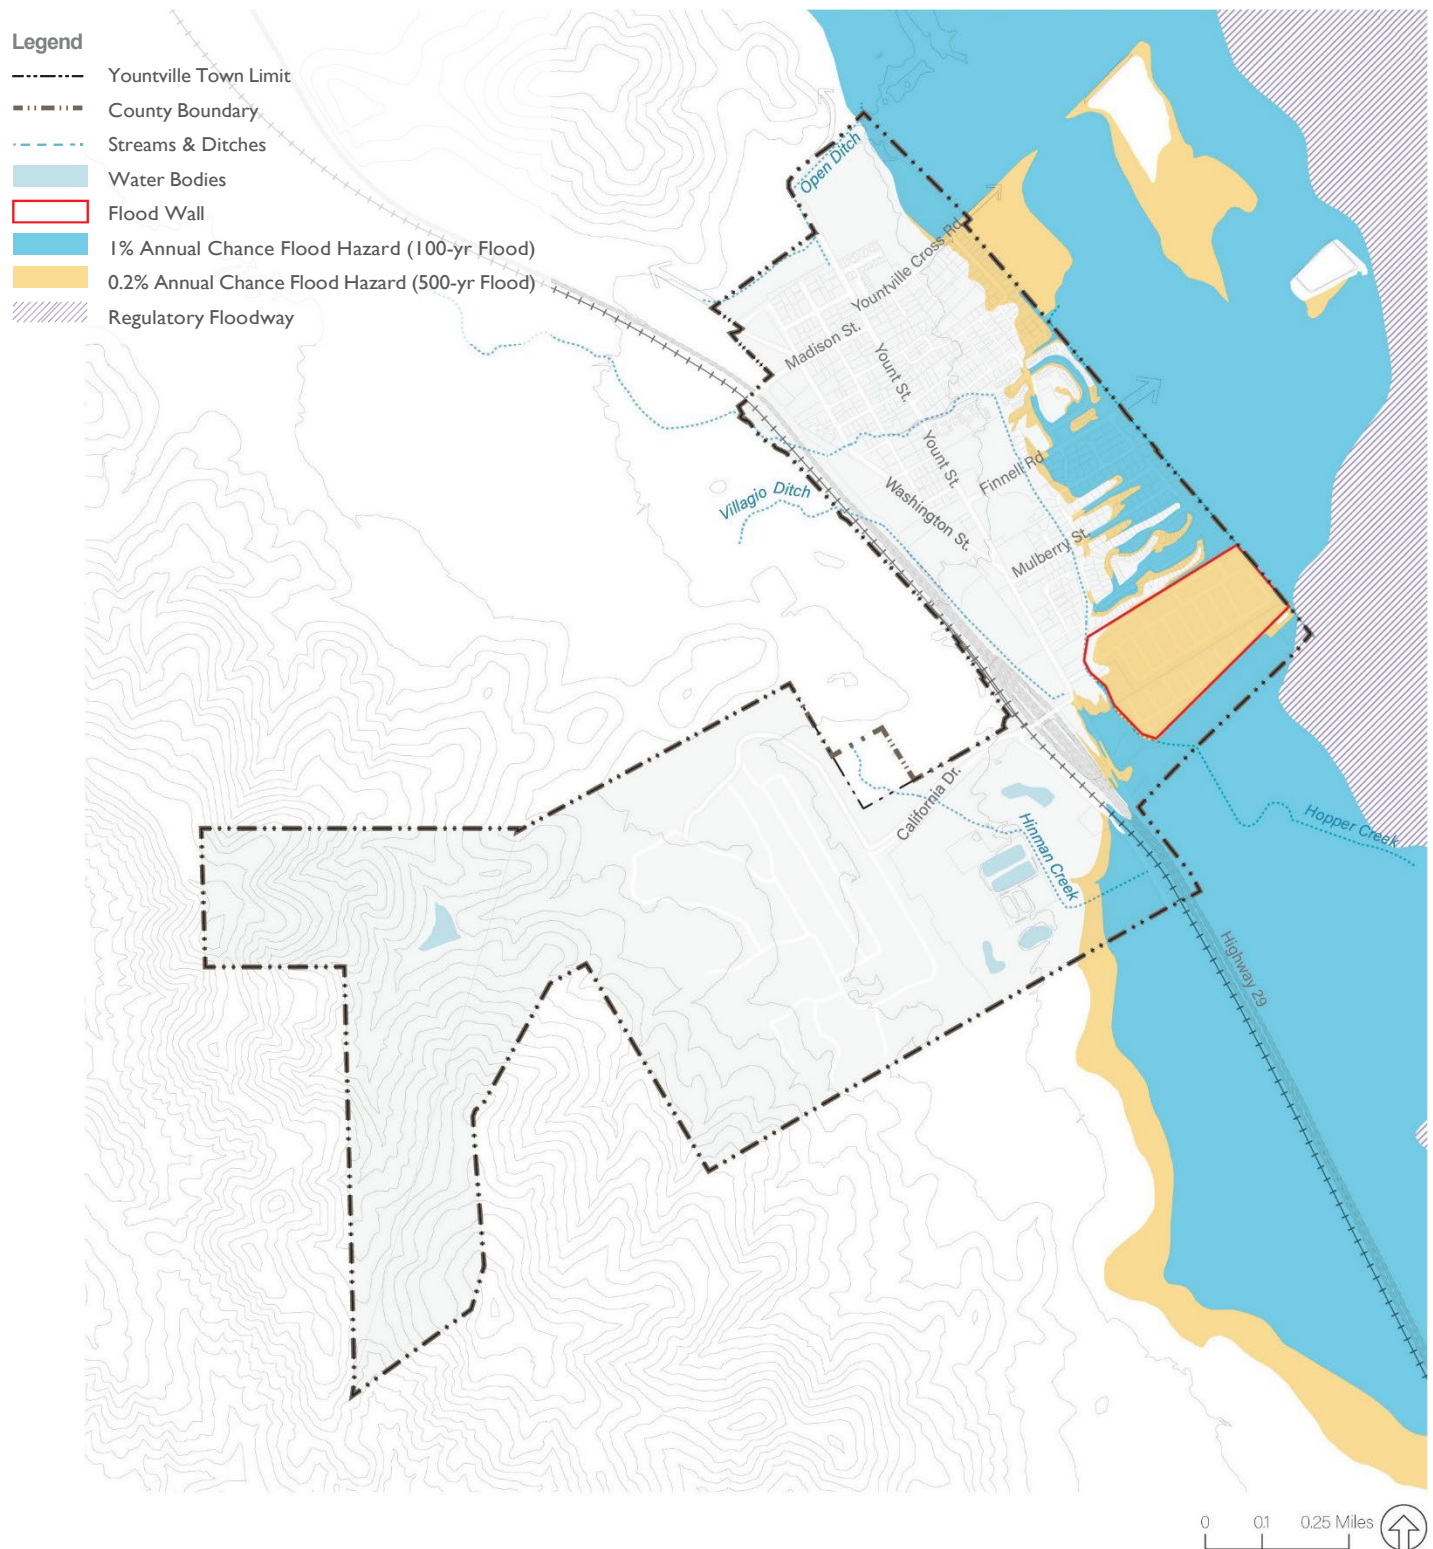 Legend
Yountville Town Limit
County Boundary
Streams & Ditches
Water Bodies
Flood Wall
1% Annual Chance Flood Hazard (100-yr Flood)
0.2% Annual Chance Flood Hazard (500-yr Flood)
Regulatory Floodway
Open Ditch
Yountville Cross Rd.
Madison St.
Yount St.
Yount St.
Finnell Rd.
Washington St.
Villagio Ditch
Mulberry St.
California Dr.
Hinman Creek
Hopper Creek
Highway 29
0 0.1 0.25 Miles